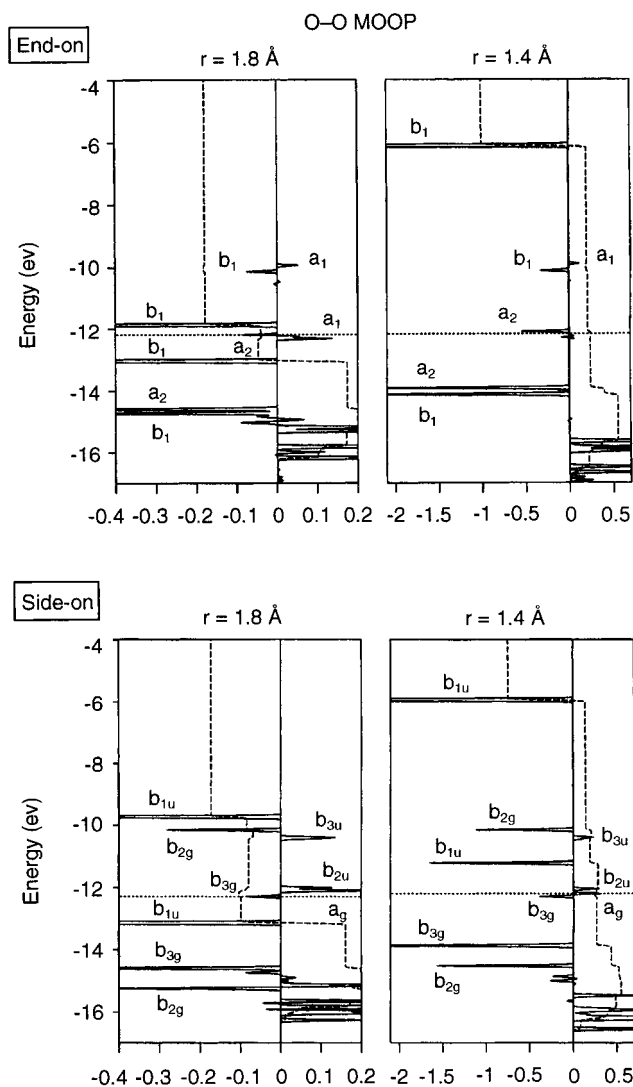 O–O MOOP
End-on
r = 1.8 Å
r = 1.4 Å
Energy (ev)
-4
-6
-8
-10
-12
-14
-16
b1
a1
b1
a1
b1
a2
a2
b1
-0.4 -0.3 -0.2 -0.1 0 0.1 0.2
b1
b1
a1
a2
a2
b1
-2 -1.5 -1 -0.5 0 0.5
Side-on
r = 1.8 Å
r = 1.4 Å
Energy (ev)
-4
-6
-8
-10
-12
-14
-16
b1u
b2g
b3u
b3g
b2u
b1u
ag
b3g
b2g
-0.4 -0.3 -0.2 -0.1 0 0.1 0.2
b1u
b2g
b3u
b1u
b2u
b3g
ag
b3g
b2g
-2 -1.5 -1 -0.5 0 0.5